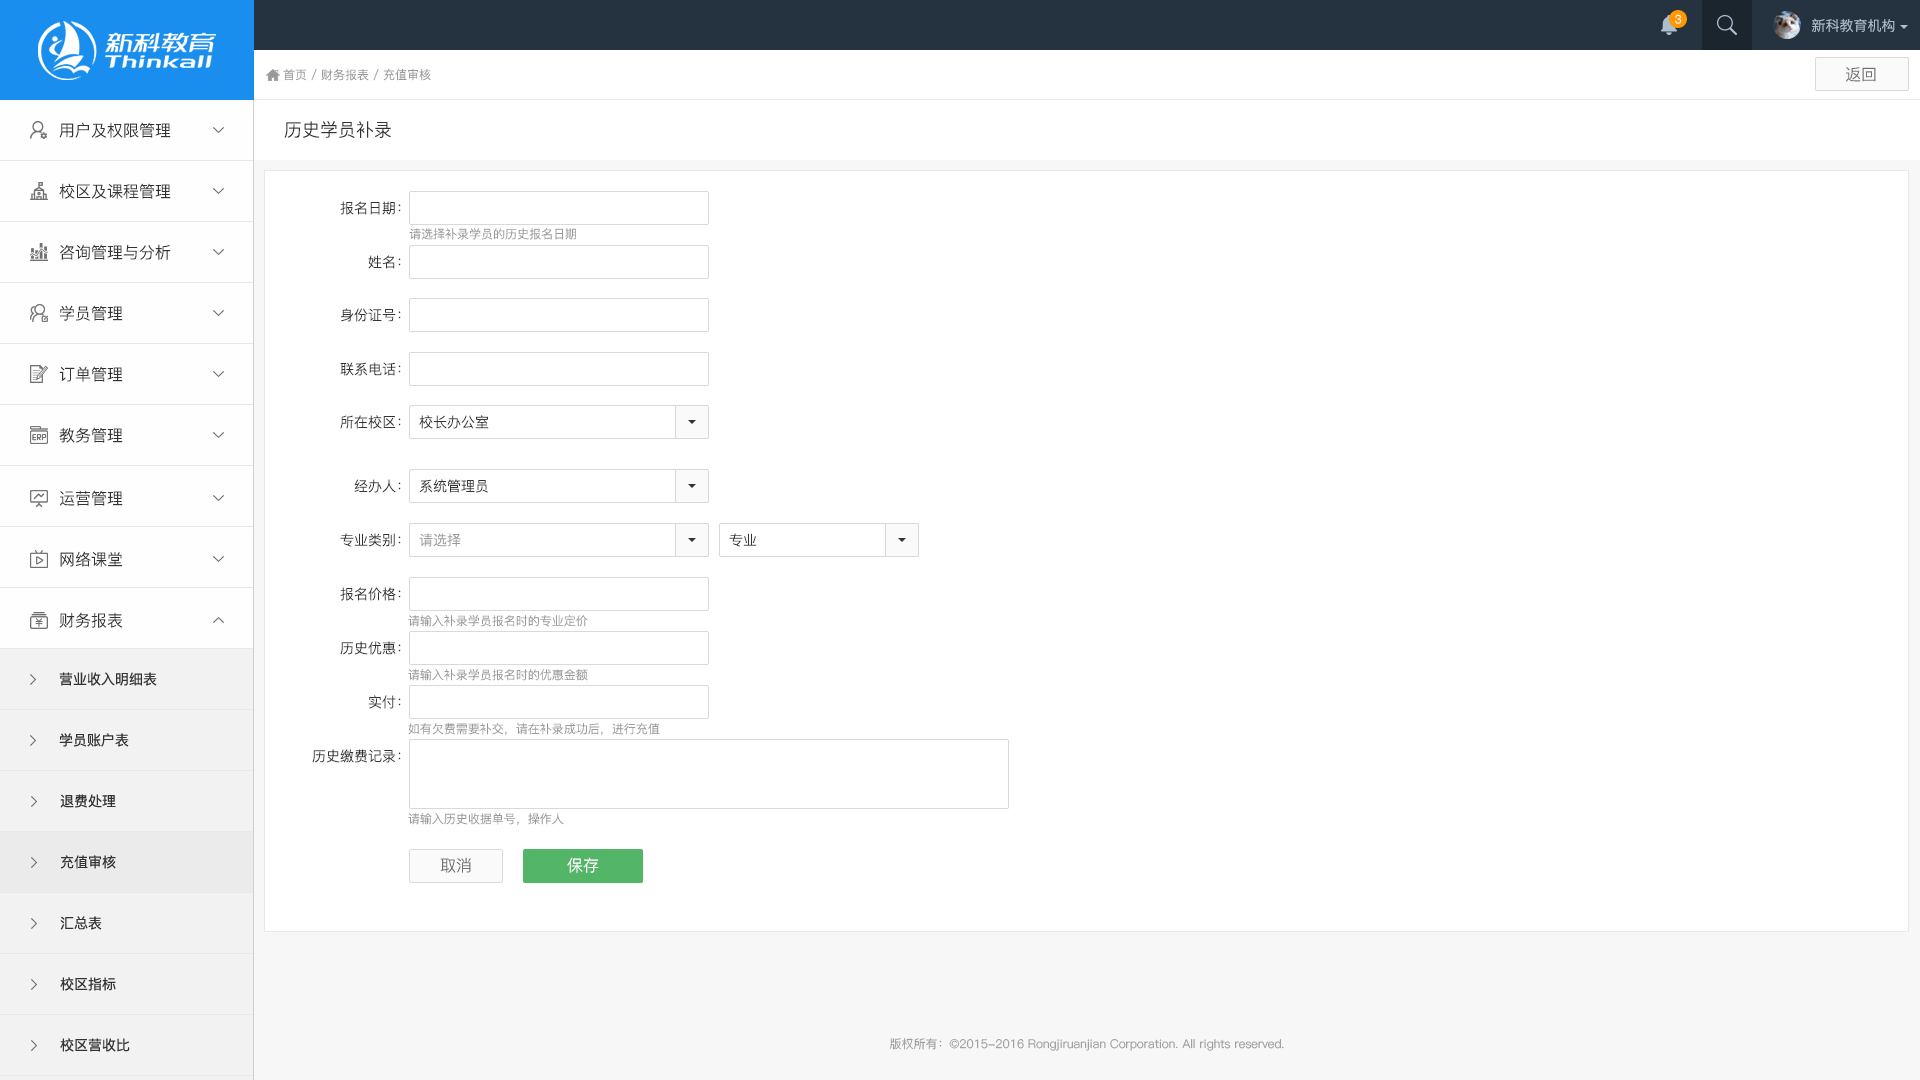 新科教育
Thinkall
3
新科教育机构
首页 / 财务报表 / 充值审核
返回
用户及权限管理
校区及课程管理
咨询管理与分析
学员管理
订单管理
ERP
教务管理
运营管理
网络课堂
财务报表
营业收入明细表
学员账户表
退费处理
充值审核
汇总表
校区指标
校区营收比
历史学员补录
报名日期：
请选择补录学员的历史报名日期
姓名：
身份证号：
联系电话：
所在校区： 校长办公室
经办人： 系统管理员
专业类别： 请选择 专业
报名价格：
请输入补录学员报名时的专业定价
历史优惠：
请输入补录学员报名时的优惠金额
实付：
如有欠费需要补交，请在补录成功后，进行充值
历史缴费记录：
请输入历史收据单号，操作人
取消 保存
版权所有：©2015-2016 Rongjiruanjian Corporation. All rights reserved.